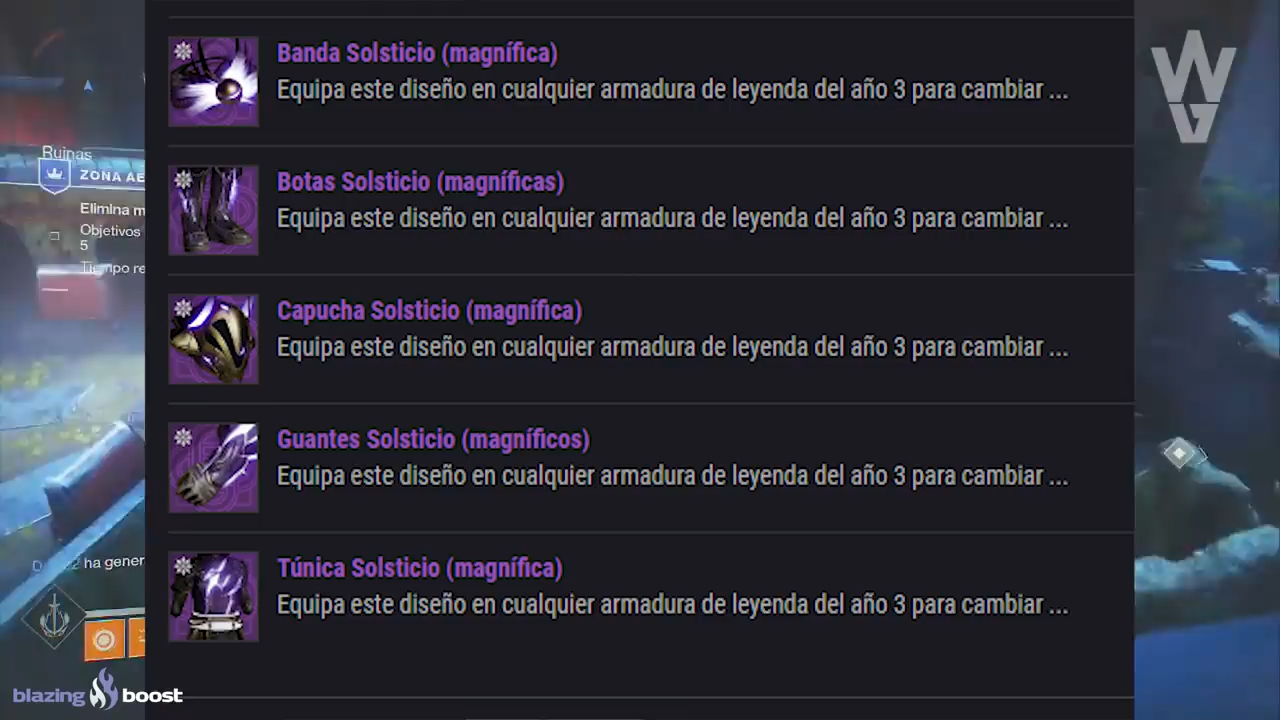 Banda Solsticio (magnífica)
Equipa este diseño en cualquier armadura de leyenda del año 3 para cambiar ...
Botas Solsticio (magníficas)
Equipa este diseño en cualquier armadura de leyenda del año 3 para cambiar ...
Capucha Solsticio (magnífica)
Equipa este diseño en cualquier armadura de leyenda del año 3 para cambiar ...
Guantes Solsticio (magníficos)
Equipa este diseño en cualquier armadura de leyenda del año 3 para cambiar ...
Túnica Solsticio (magnífica)
Equipa este diseño en cualquier armadura de leyenda del año 3 para cambiar ...
Ruinas
ZONA AE
Elimina m
Objetivos
5
Tiempo re
ha gener
blazing boost
WG